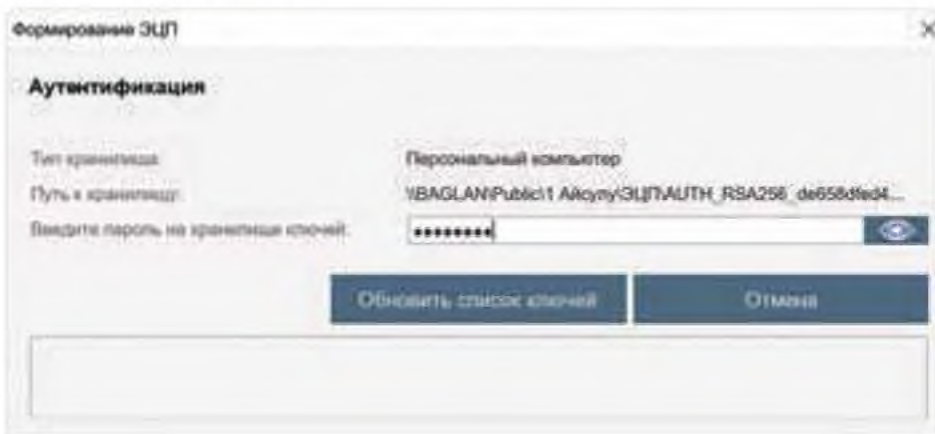 Формирование ЭЦП
Аутентификация
Тип хранилища: Персональный компьютер
Путь к хранилищу: \\BAGLAN\Public\1 Айсулу\ЭЦП\AUTH_RSA256_de658dfed4...
Введите пароль на хранилище ключей: ••••••••
Обновить список ключей Отмена